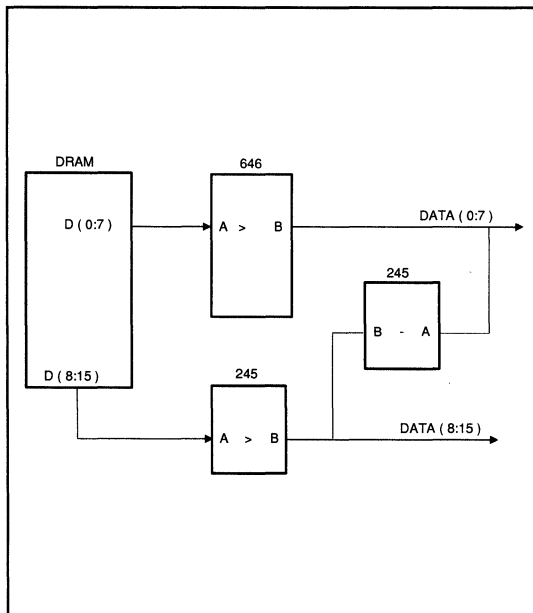 646
DRAM
D ( 0:7 )
A > B
DATA ( 0:7 )
245
B - A
D ( 8:15 )
245
A > B
DATA ( 8:15 )